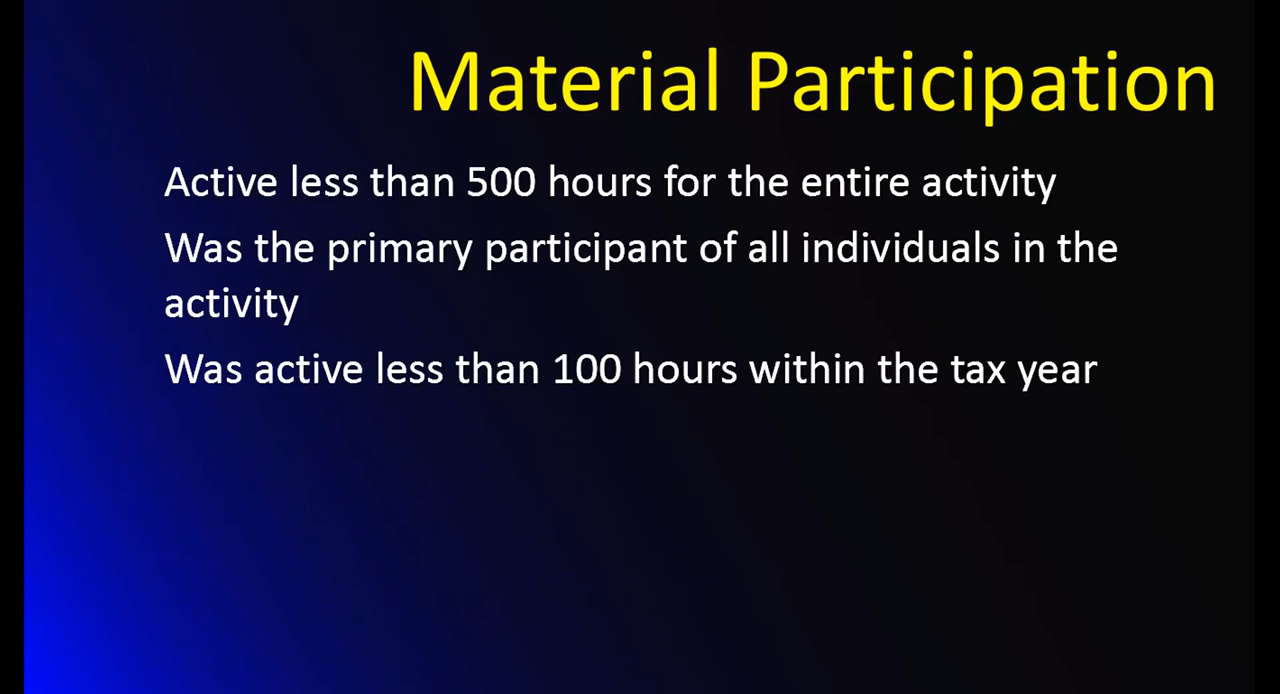 Material Participation
Active less than 500 hours for the entire activity
Was the primary participant of all individuals in the
activity
Was active less than 100 hours within the tax year